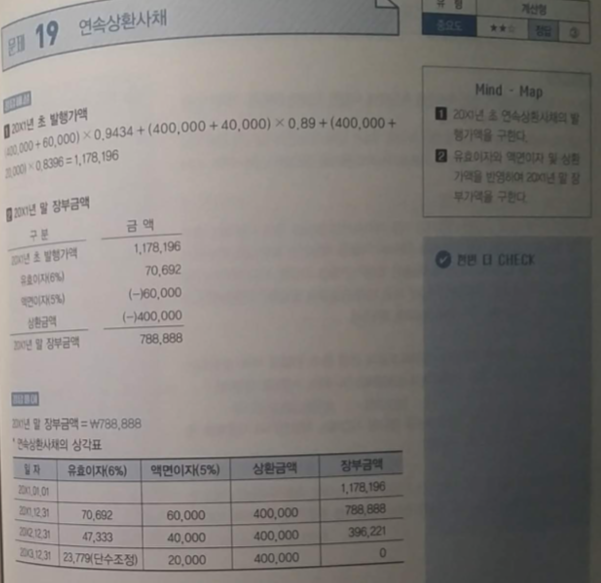 문제 19 연속상환사채
유 형 계산형
중요도 ★★☆ 정답 ③
1 20X1년 초 발행가액
(400,000+60,000)×0.9434+(400,000+40,000)×0.89+(400,000+
20,000)×0.8396=1,178,196
2 20X1년 말 장부금액
구 분 금 액
20X1년 초 발행가액 1,178,196
유효이자(6%) 70,692
액면이자(5%) (-)60,000
상환금액 (-)400,000
20X1년 말 장부금액 788,888
20X1년 말 장부금액=₩788,888
* 연속상환사채의 상각표
일 자 유효이자(6%) 액면이자(5%) 상환금액 장부금액
20X1.01.01 1,178,196
20X1.12.31 70,692 60,000 400,000 788,888
20X2.12.31 47,333 40,000 400,000 396,221
20X3.12.31 23,779(단수조정) 20,000 400,000 0
Mind - Map
1 20X1년 초 연속상환사채의 발
행가액을 구한다.
2 유효이자와 액면이자 및 상환
가액을 반영하여 20X1년 말 장
부가액을 구한다.
한번 더 CHECK